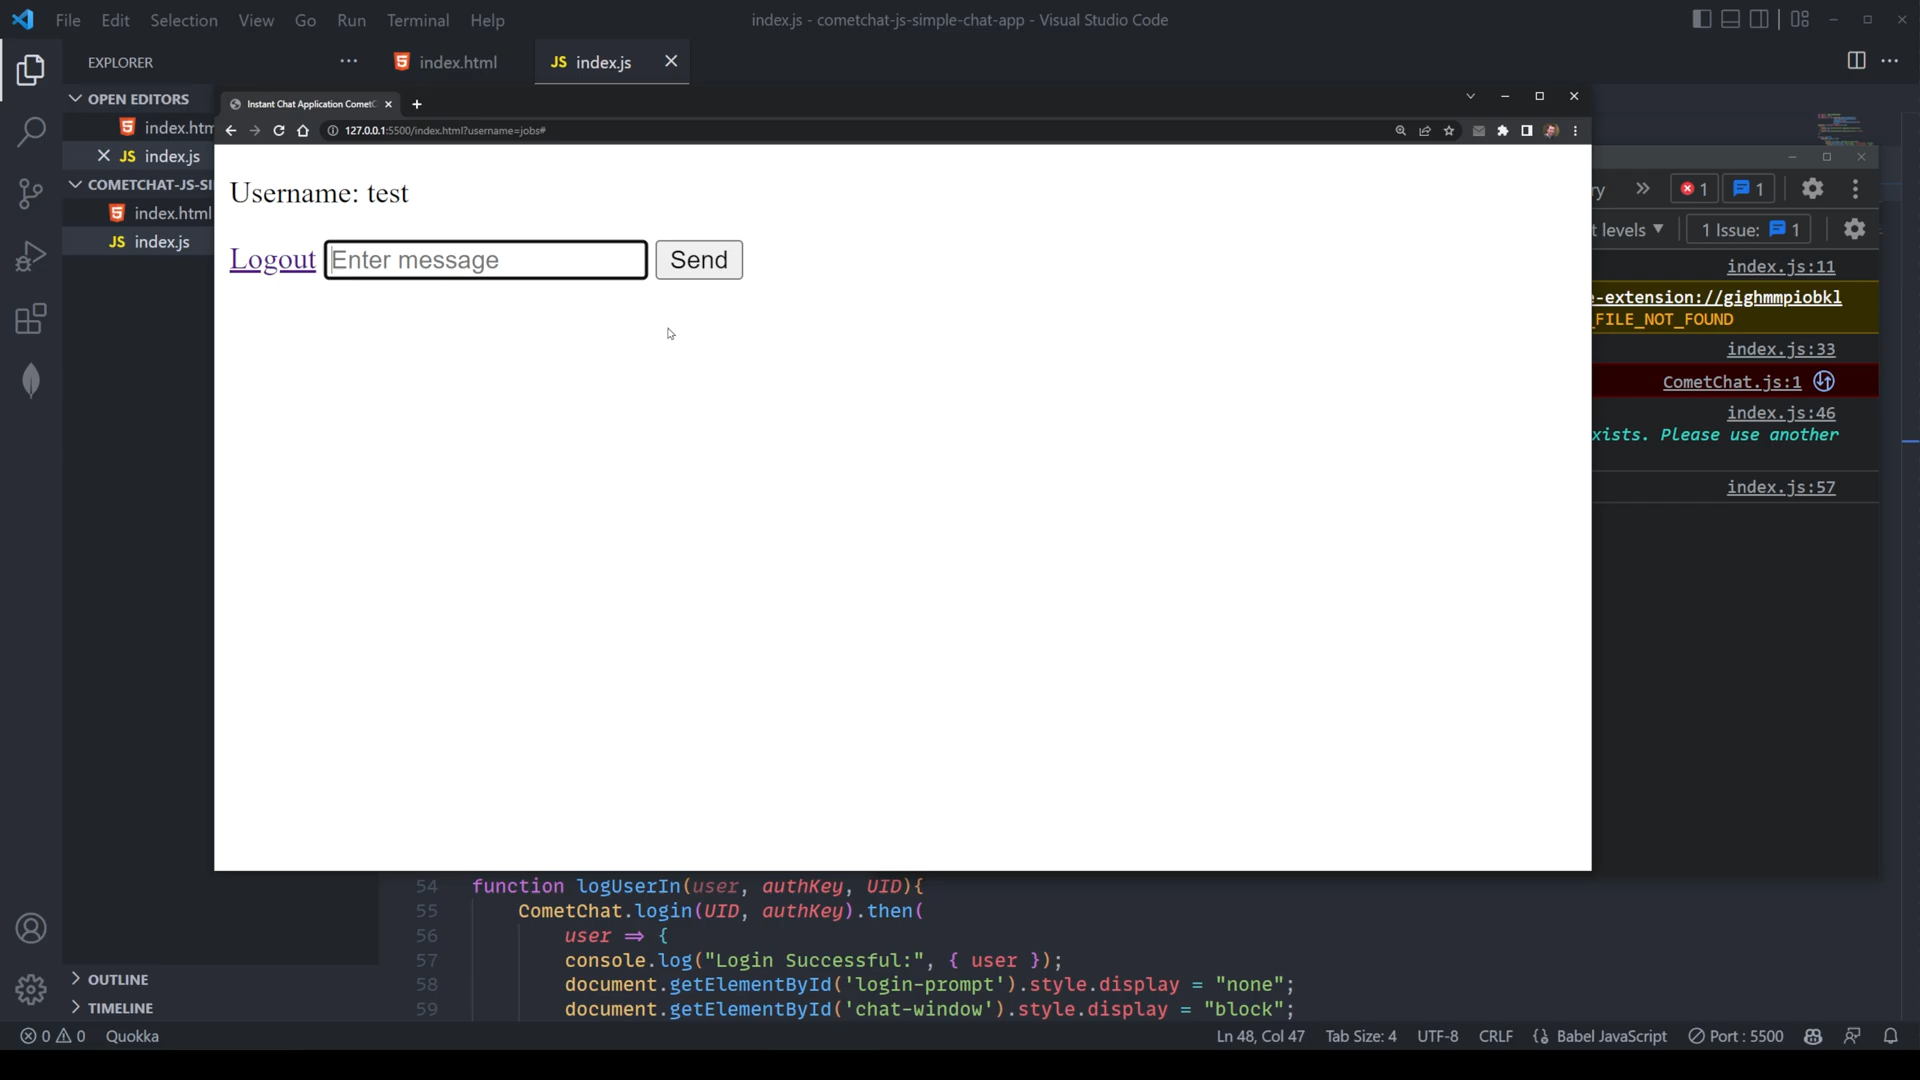 File Edit Selection View Go Run Terminal Help
index.js - cometchat-js-simple-chat-app - Visual Studio Code
EXPLORER
index.html
JS index.js
OPEN EDITORS
index.htm
JS index.js
COMETCHAT-JS-SI
index.html
JS index.js
Instant Chat Application CometC
127.0.0.1:5500/index.html?username=jobs#
Username: test
Logout Enter message Send
ry » 1 1
t levels 1 Issue: 1
index.js:11
e-extension://gighmmpiobkl
_FILE_NOT_FOUND
index.js:33
CometChat.js:1
index.js:46
xists. Please use another
index.js:57
54 function logUserIn(user, authKey, UID){
55 CometChat.login(UID, authKey).then(
56 user => {
57 console.log("Login Successful:", { user });
58 document.getElementById('login-prompt').style.display = "none";
59 document.getElementById('chat-window').style.display = "block";
OUTLINE
TIMELINE
0 0 Quokka
Ln 48, Col 47 Tab Size: 4 UTF-8 CRLF Babel JavaScript Port : 5500